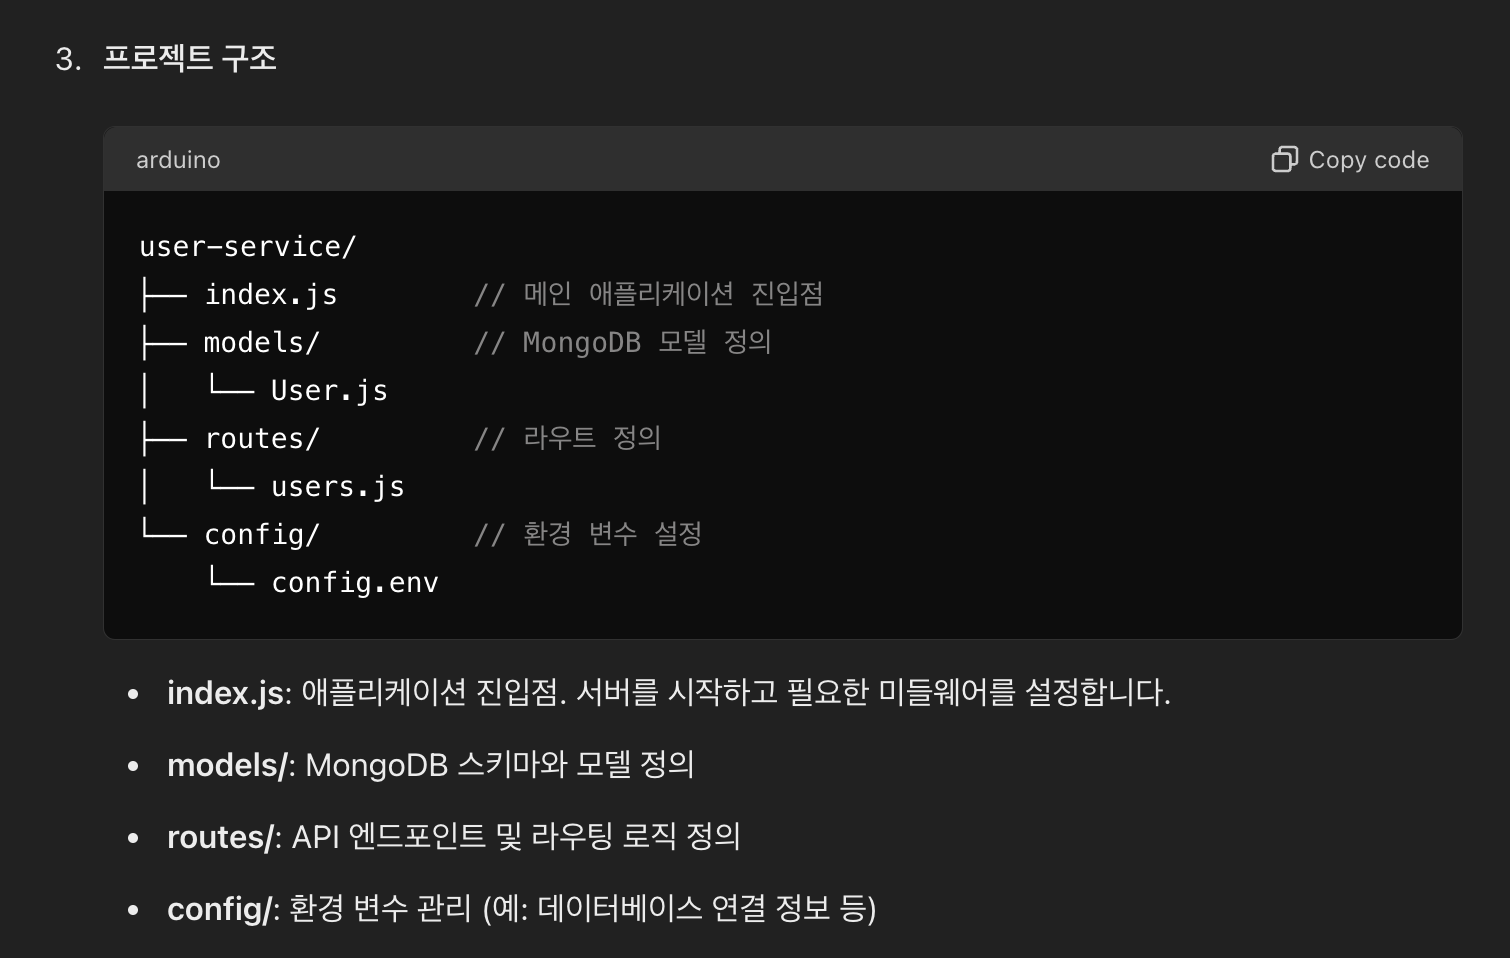 3. 프로젝트 구조
arduino
Copy code
user-service/
├── index.js        // 메인 애플리케이션 진입점
├── models/         // MongoDB 모델 정의
│   └── User.js
├── routes/         // 라우트 정의
│   └── users.js
└── config/         // 환경 변수 설정
    └── config.env
• index.js: 애플리케이션 진입점. 서버를 시작하고 필요한 미들웨어를 설정합니다.
• models/: MongoDB 스키마와 모델 정의
• routes/: API 엔드포인트 및 라우팅 로직 정의
• config/: 환경 변수 관리 (예: 데이터베이스 연결 정보 등)